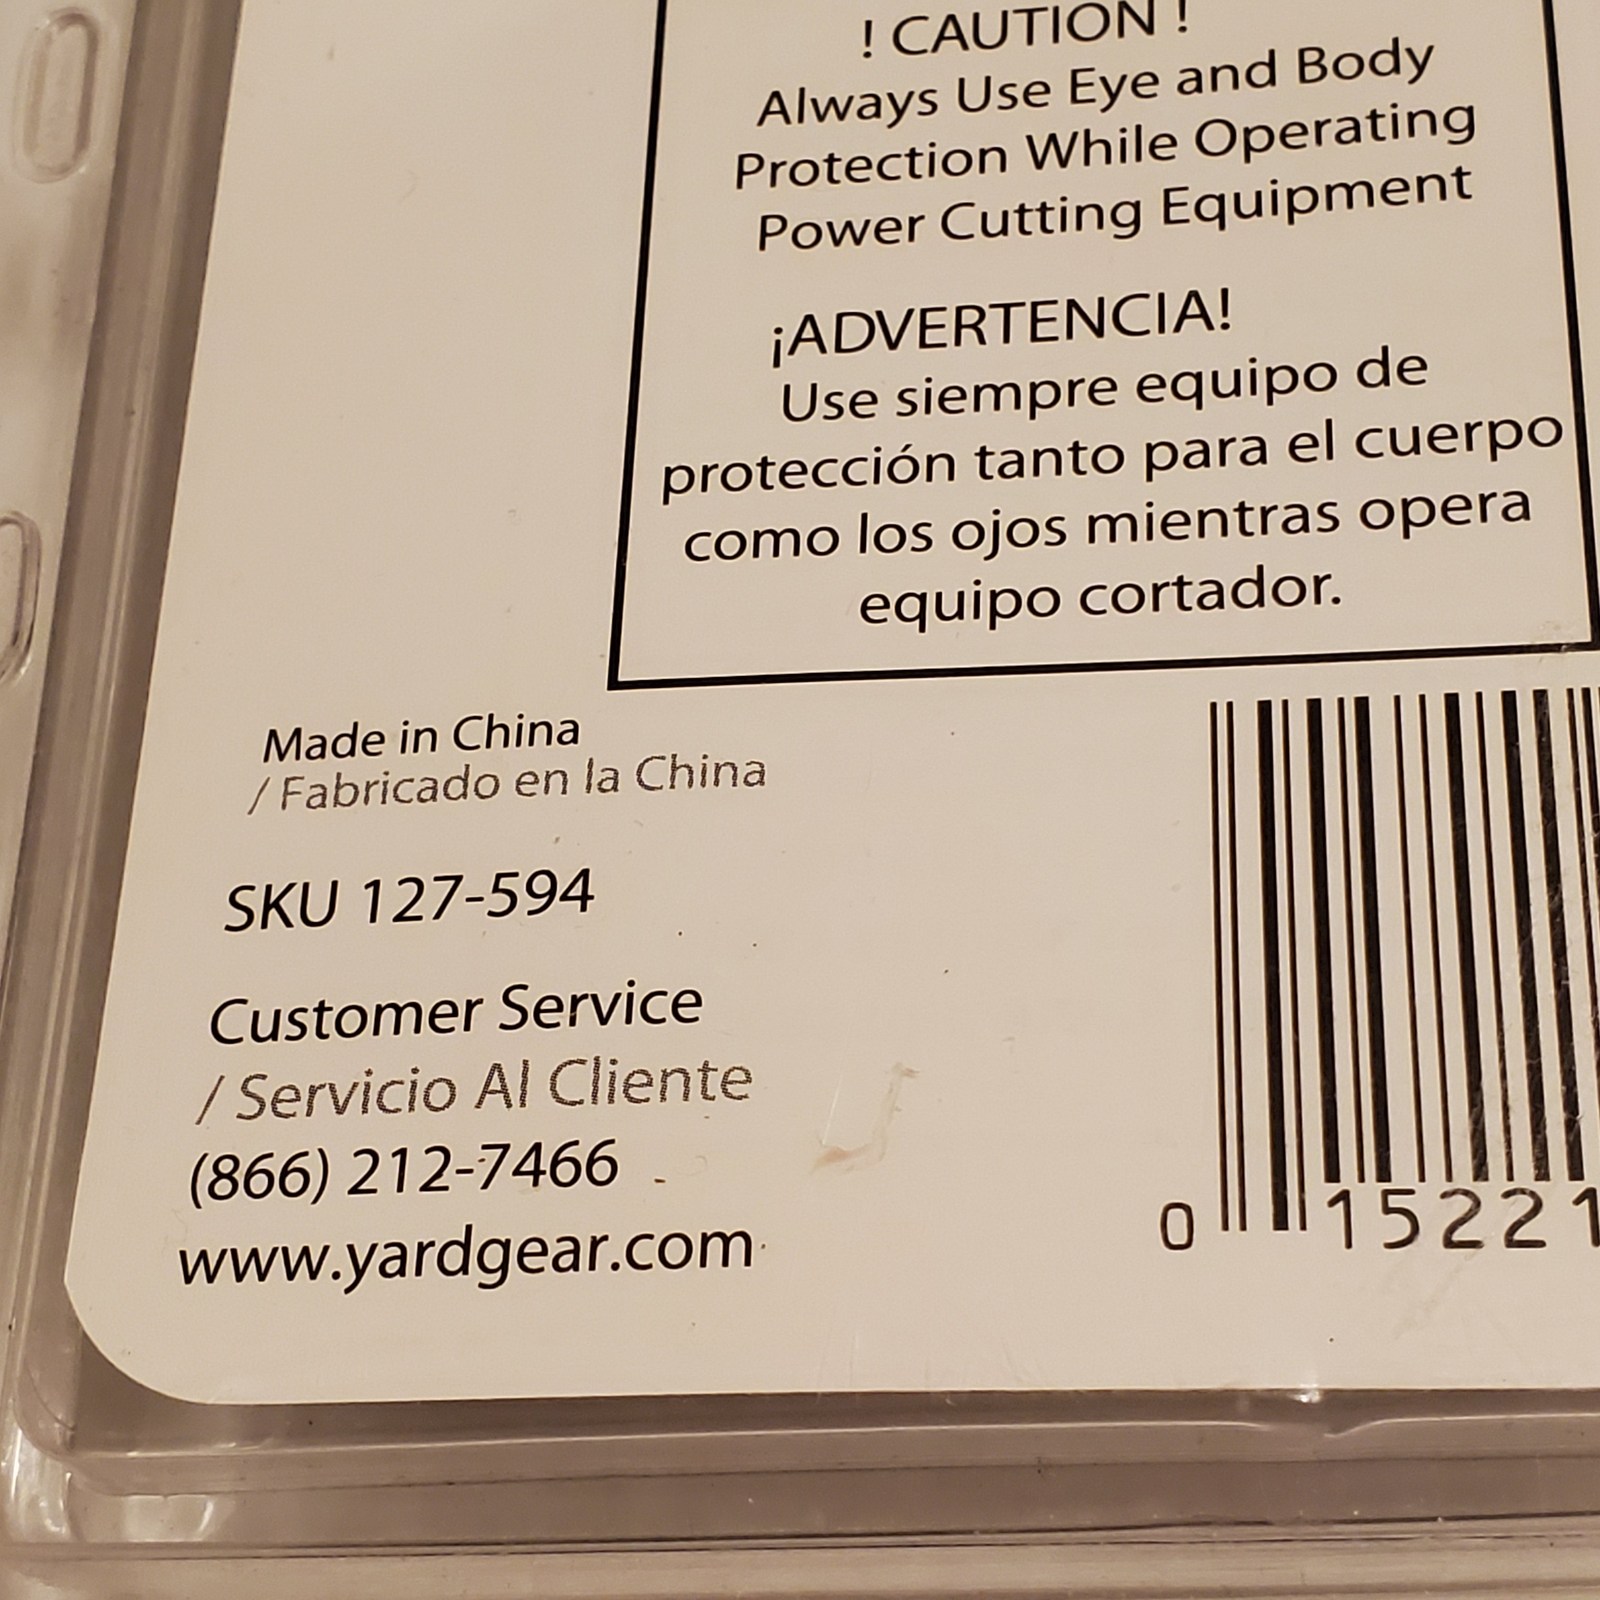 ! CAUTION !
Always Use Eye and Body
Protection While Operating
Power Cutting Equipment
¡ADVERTENCIA!
Use siempre equipo de
protección tanto para el cuerpo
como los ojos mientras opera
equipo cortador.
Made in China
/ Fabricado en la China
SKU 127-594
Customer Service
/ Servicio Al Cliente
(866) 212-7466
www.yardgear.com
0 15221